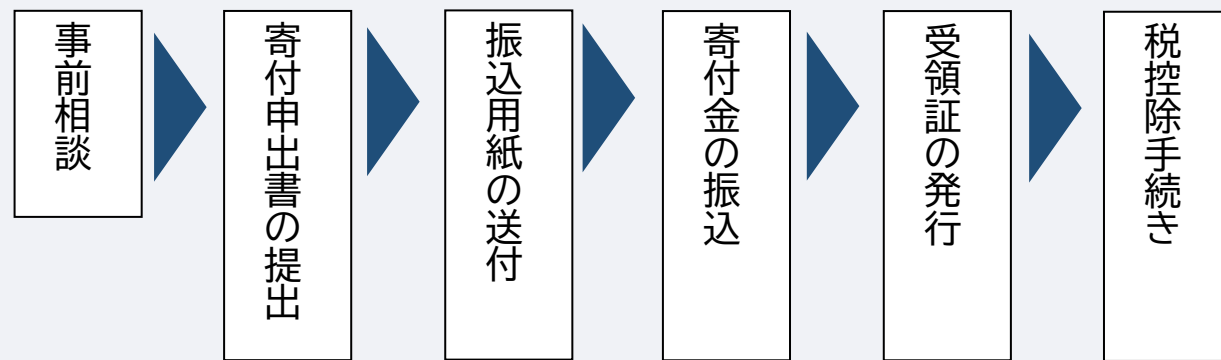 事前相談
寄付申出書の提出
振込用紙の送付
寄付金の振込
受領証の発行
税控除手続き